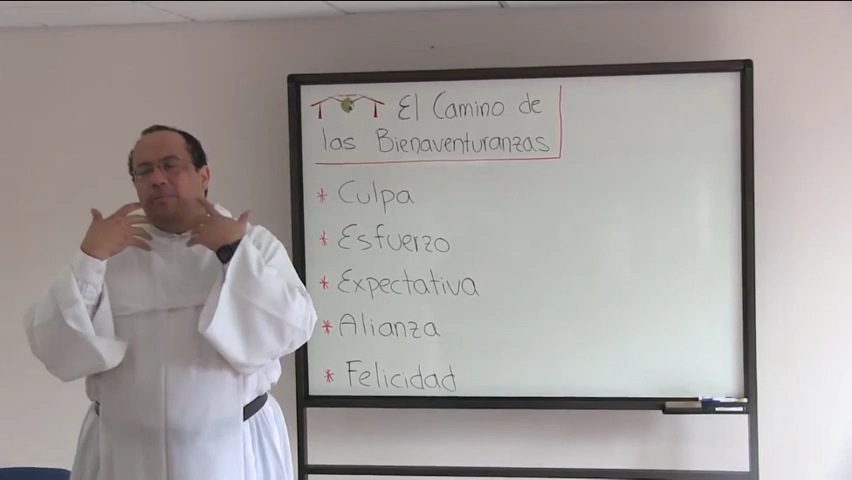 El Camino de
las Bienaventuranzas
* Culpa
* Esfuerzo
* Expectativa
* Alianza
* Felicidad